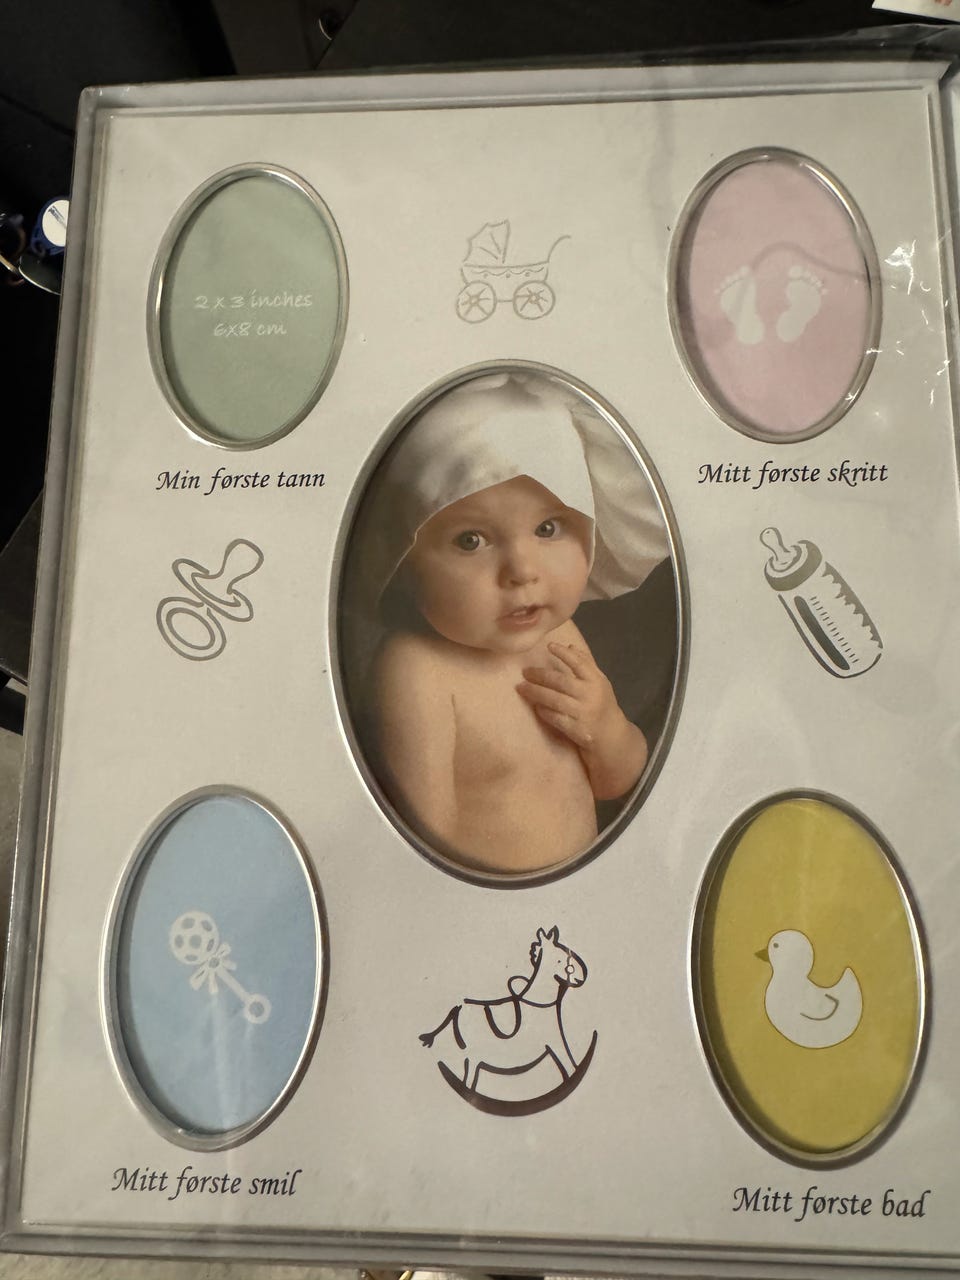 2 x 3 inches
6x8 cm
Min første tann
Mitt første skritt
Mitt første smil
Mitt første bad